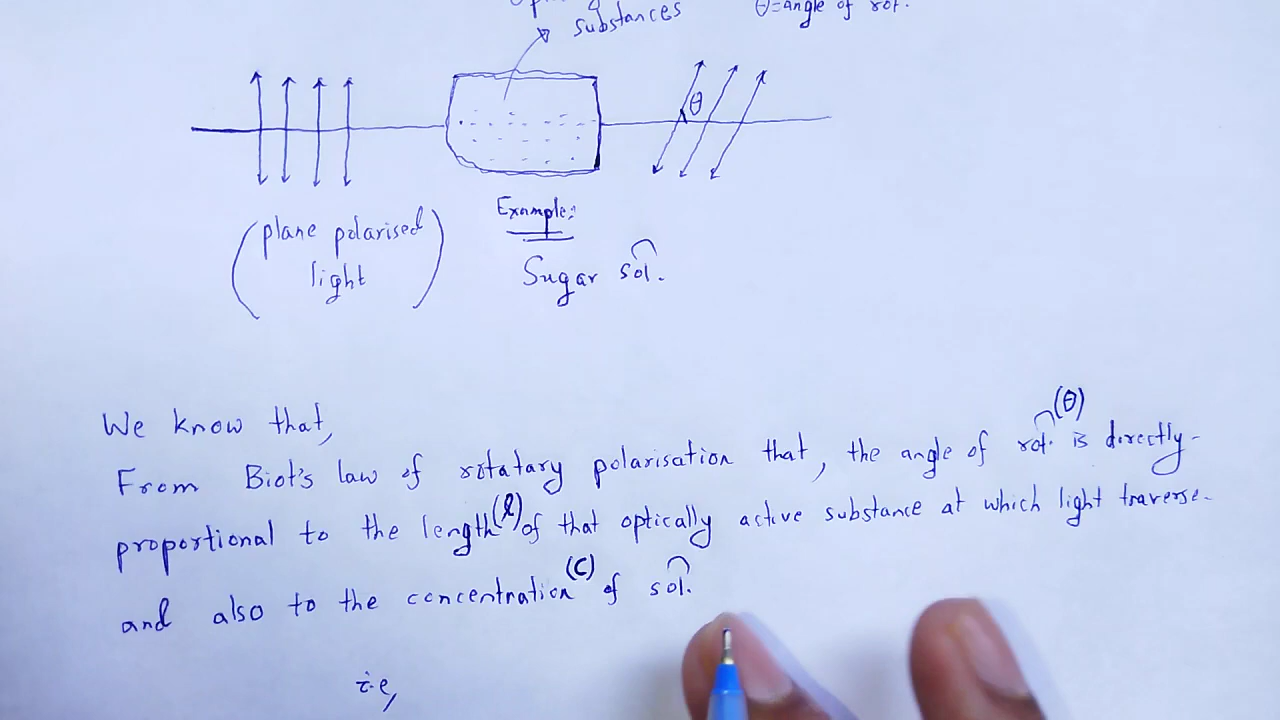 substances θ=angle of rot.
θ
(plane polarised
light)
Example:
Sugar sol.
We know that,
(θ)
From Biot's law of rotatary polarisation that, the angle of rot. is directly-
(l)
proportional to the length of that optically active substance at which light traverse.
(C)
and also to the concentration of sol.
i.e,